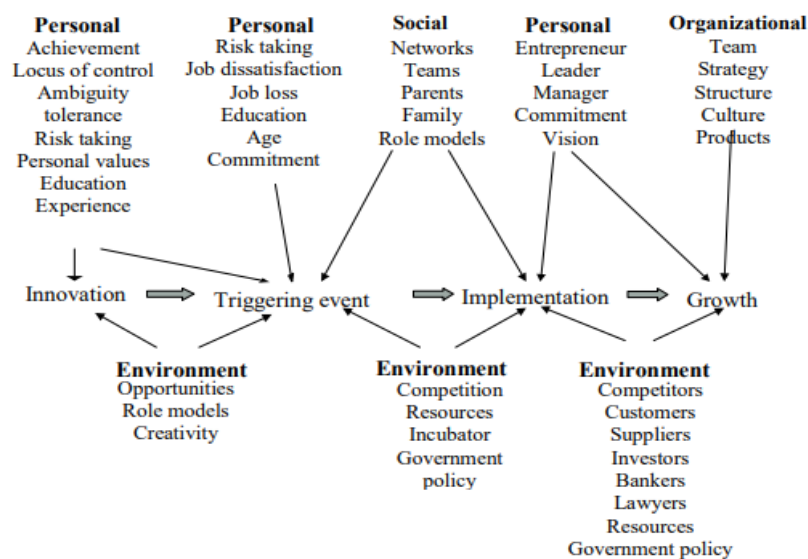 Personal
Achievement
Locus of control
Ambiguity
tolerance
Risk taking
Personal values
Education
Experience
Personal
Risk taking
Job dissatisfaction
Job loss
Education
Age
Commitment
Social
Networks
Teams
Parents
Family
Role models
Personal
Entrepreneur
Leader
Manager
Commitment
Vision
Organizational
Team
Strategy
Structure
Culture
Products
Innovation
Triggering event
Implementation
Growth
Environment
Opportunities
Role models
Creativity
Environment
Competition
Resources
Incubator
Government
policy
Environment
Competitors
Customers
Suppliers
Investors
Bankers
Lawyers
Resources
Government policy